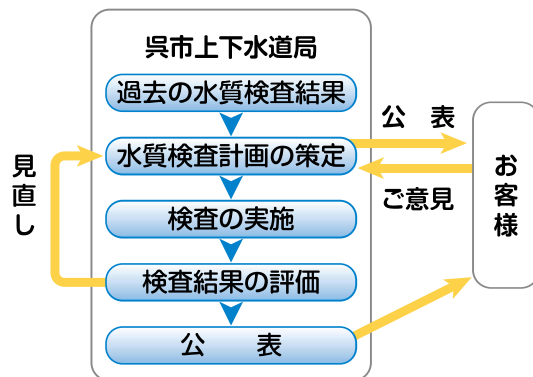 呉市上下水道局
過去の水質検査結果
水質検査計画の策定
検査の実施
検査結果の評価
公　表
見直し
公　表
ご意見
お客様